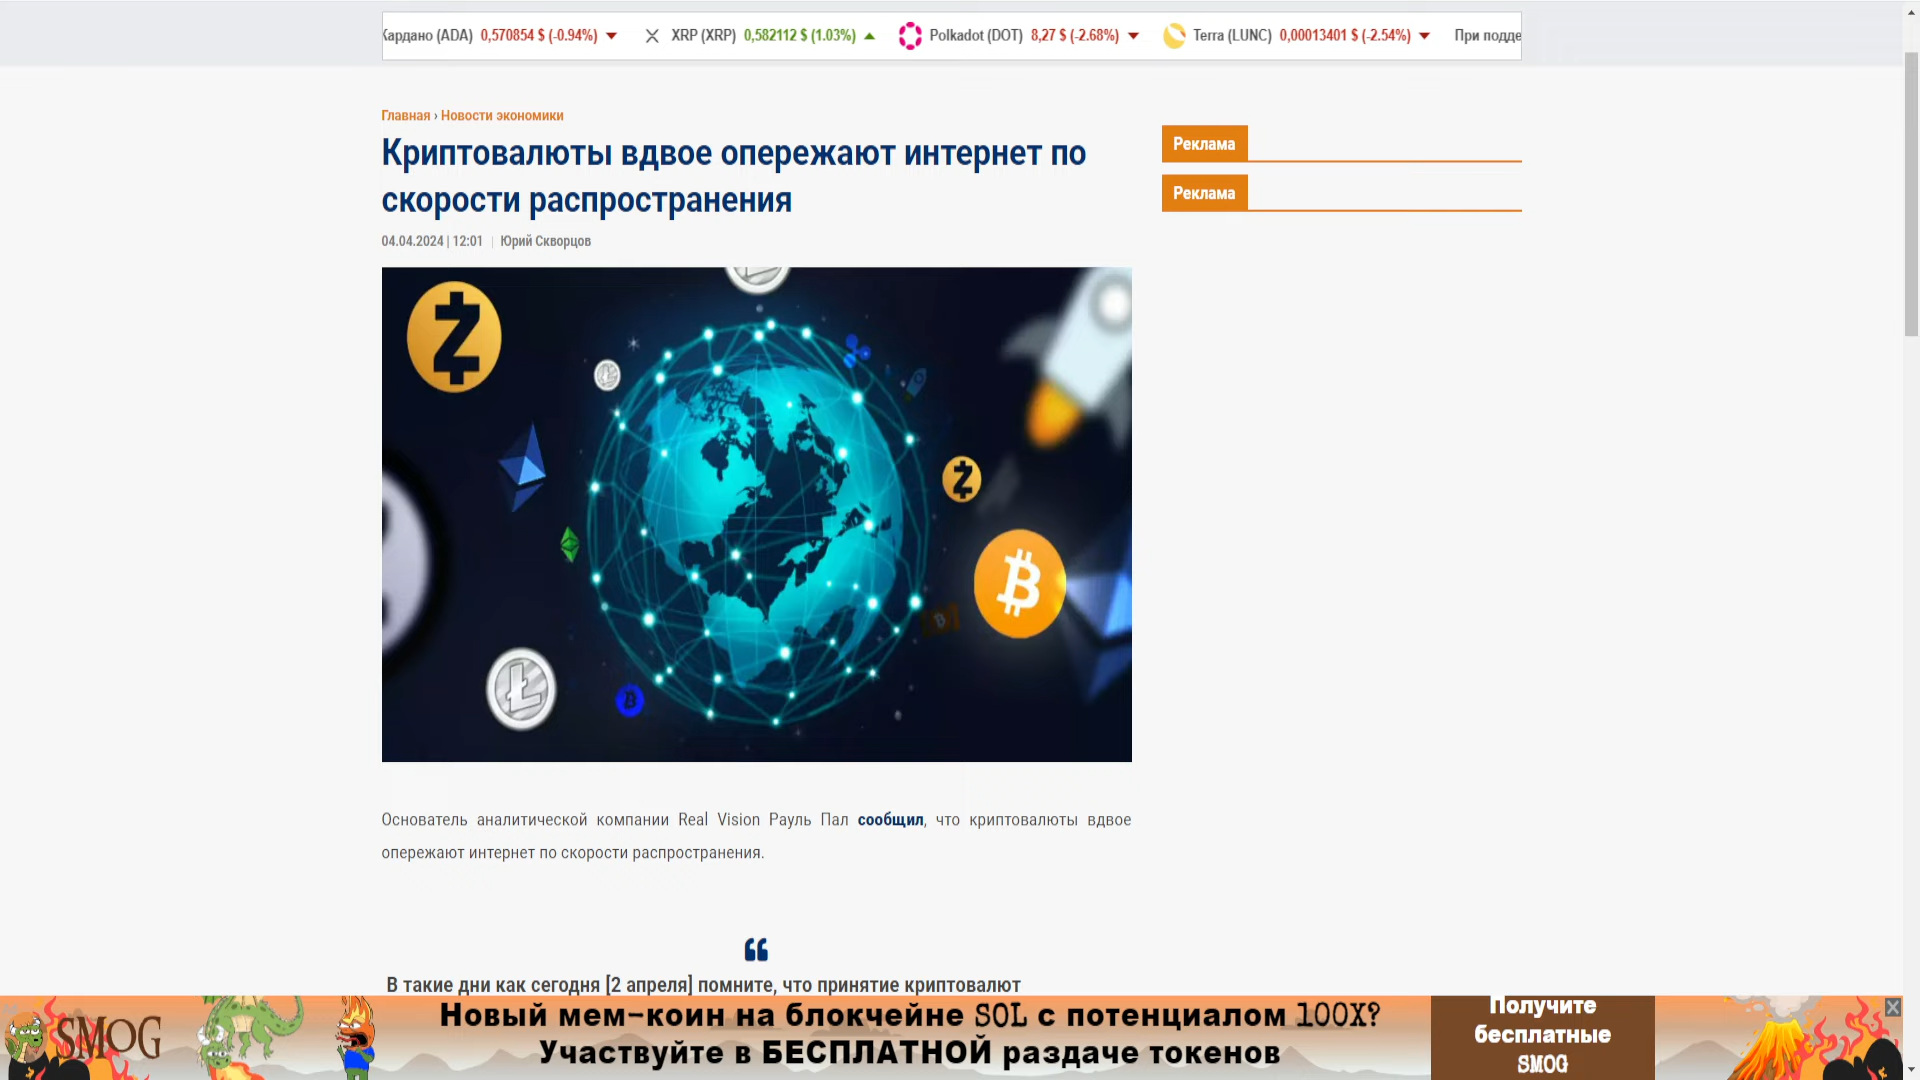 Кардано (ADA) 0,570854 $ (-0.94%) XRP (XRP) 0,582112 $ (1.03%) Polkadot (DOT) 8,27 $ (-2.68%) Terra (LUNC) 0,00013401 $ (-2.54%) При подде
Главная › Новости экономики
Криптовалюты вдвое опережают интернет по
скорости распространения
04.04.2024 | 12:01 | Юрий Скворцов
Реклама
Реклама
Основатель аналитической компании Real Vision Рауль Пал сообщил, что криптовалюты вдвое
опережают интернет по скорости распространения.
В такие дни как сегодня [2 апреля] помните, что принятие криптовалют
SMOG
Новый мем-коин на блокчейне SOL с потенциалом 100X?
Участвуйте в БЕСПЛАТНОЙ раздаче токенов
Получите
бесплатные
SMOG